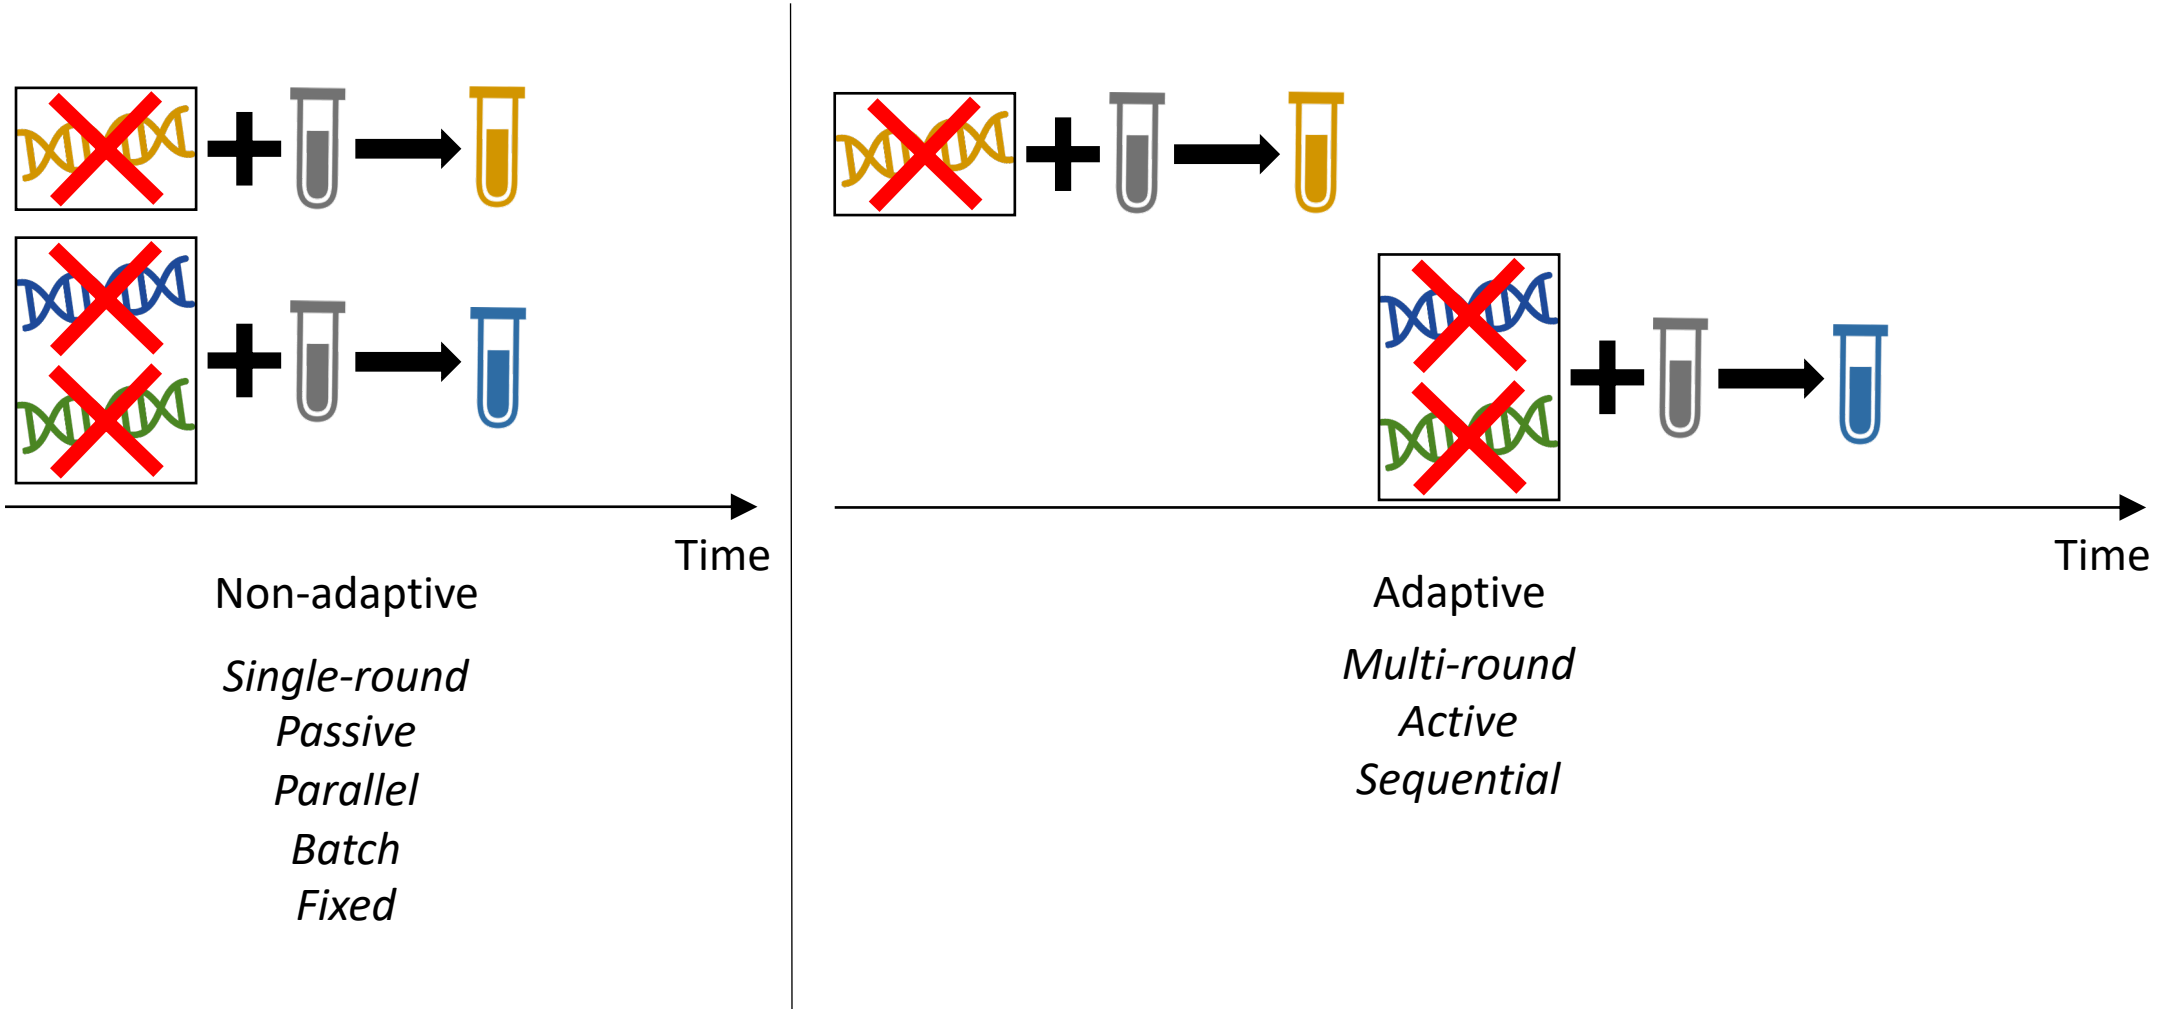 Time
Non-adaptive
Single-round
Passive
Parallel
Batch
Fixed
Time
Adaptive
Multi-round
Active
Sequential